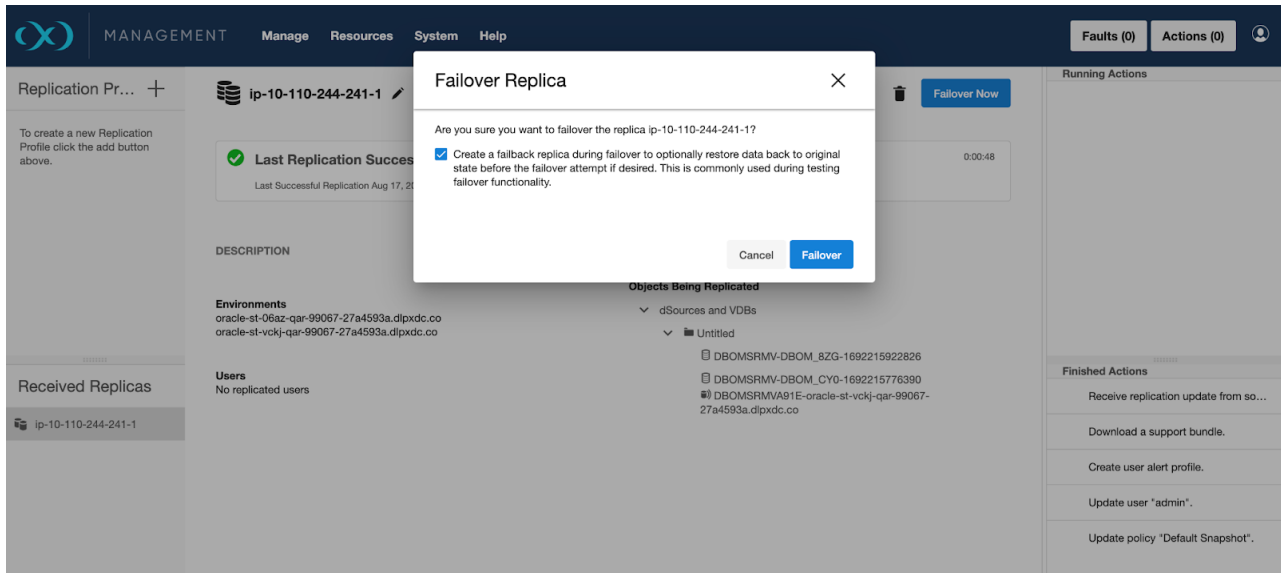 MANAGEMENT
Manage Resources System Help
Faults (0) Actions (0)
Replication Pr...
To create a new Replication
Profile click the add button
above.
Received Replicas
ip-10-110-244-241-1
ip-10-110-244-241-1
Failover Now
Last Replication Succes
0:00:48
Last Successful Replication Aug 17, 2
DESCRIPTION
Environments
oracle-st-06az-qar-99067-27a4593a.dlpxdc.co
oracle-st-vckj-qar-99067-27a4593a.dlpxdc.co
Users
No replicated users
Objects Being Replicated
dSources and VDBs
Untitled
DBOMSRMV-DBOM_8ZG-1692215922826
DBOMSRMV-DBOM_CY0-1692215776390
DBOMSRMVA91E-oracle-st-vckj-qar-99067-
27a4593a.dlpxdc.co
Failover Replica
Are you sure you want to failover the replica ip-10-110-244-241-1?
Create a failback replica during failover to optionally restore data back to original
state before the failover attempt if desired. This is commonly used during testing
failover functionality.
Cancel Failover
Running Actions
Finished Actions
Receive replication update from so...
Download a support bundle.
Create user alert profile.
Update user "admin".
Update policy "Default Snapshot".